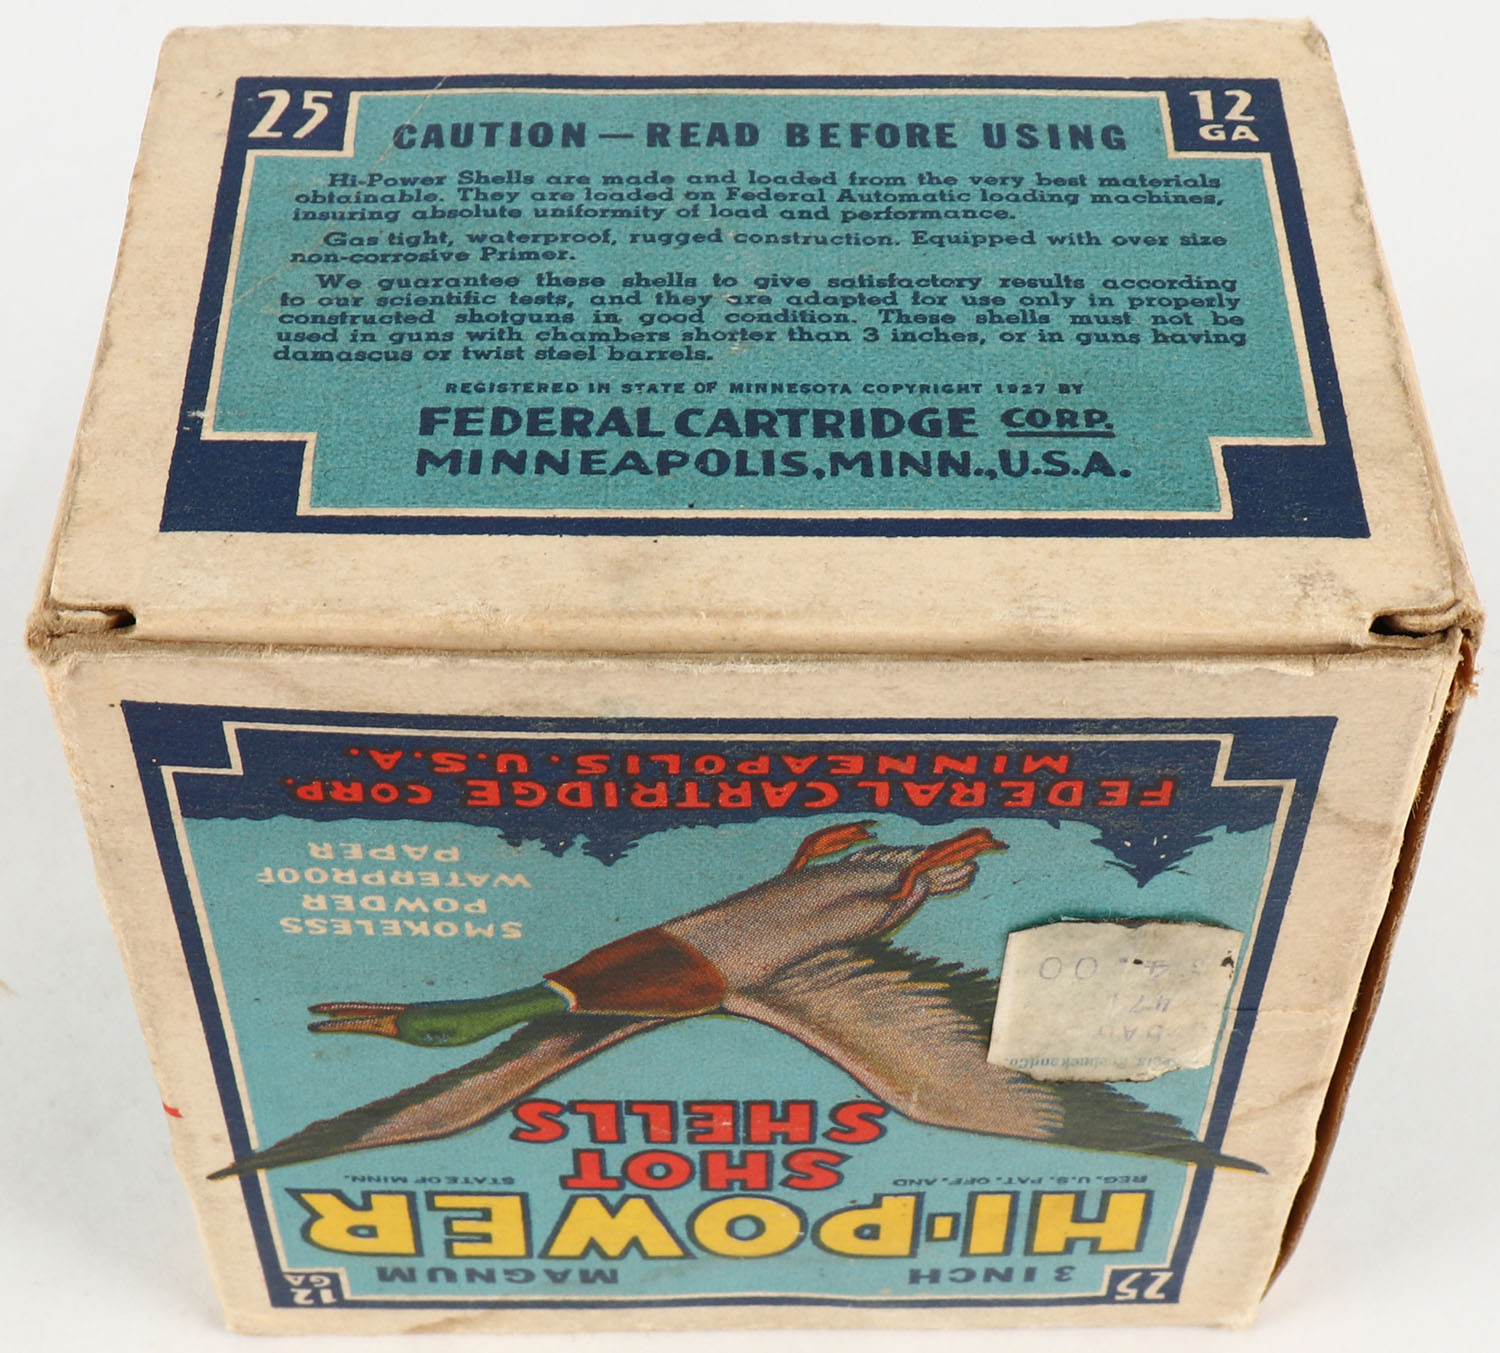 25
12
GA
CAUTION—READ BEFORE USING
Hi-Power Shells are made and loaded from the very best materials
obtainable. They are loaded on Federal Automatic loading machines,
insuring absolute uniformity of load and performance.
Gas tight, waterproof, rugged construction. Equipped with over size
non-corrosive Primer.
We guarantee these shells to give satisfactory results according
to our scientific tests, and they are adapted for use only in properly
constructed shotguns in good condition. These shells must not be
used in guns with chambers shorter than 3 inches, or in guns having
damascus or twist steel barrels.
REGISTERED IN STATE OF MINNESOTA COPYRIGHT 1927 BY
FEDERAL CARTRIDGE CORP.
MINNEAPOLIS, MINN., U.S.A.
25
3 INCH MAGNUM
12
GA
HI-POWER
REG. U.S. PAT. OFF. AND STATE OF MINN.
SHOT
SHELLS
4.00
471
SMOKELESS
POWDER
WATERPROOF
PAPER
FEDERAL CARTRIDGE CORP.
MINNEAPOLIS. U.S.A.